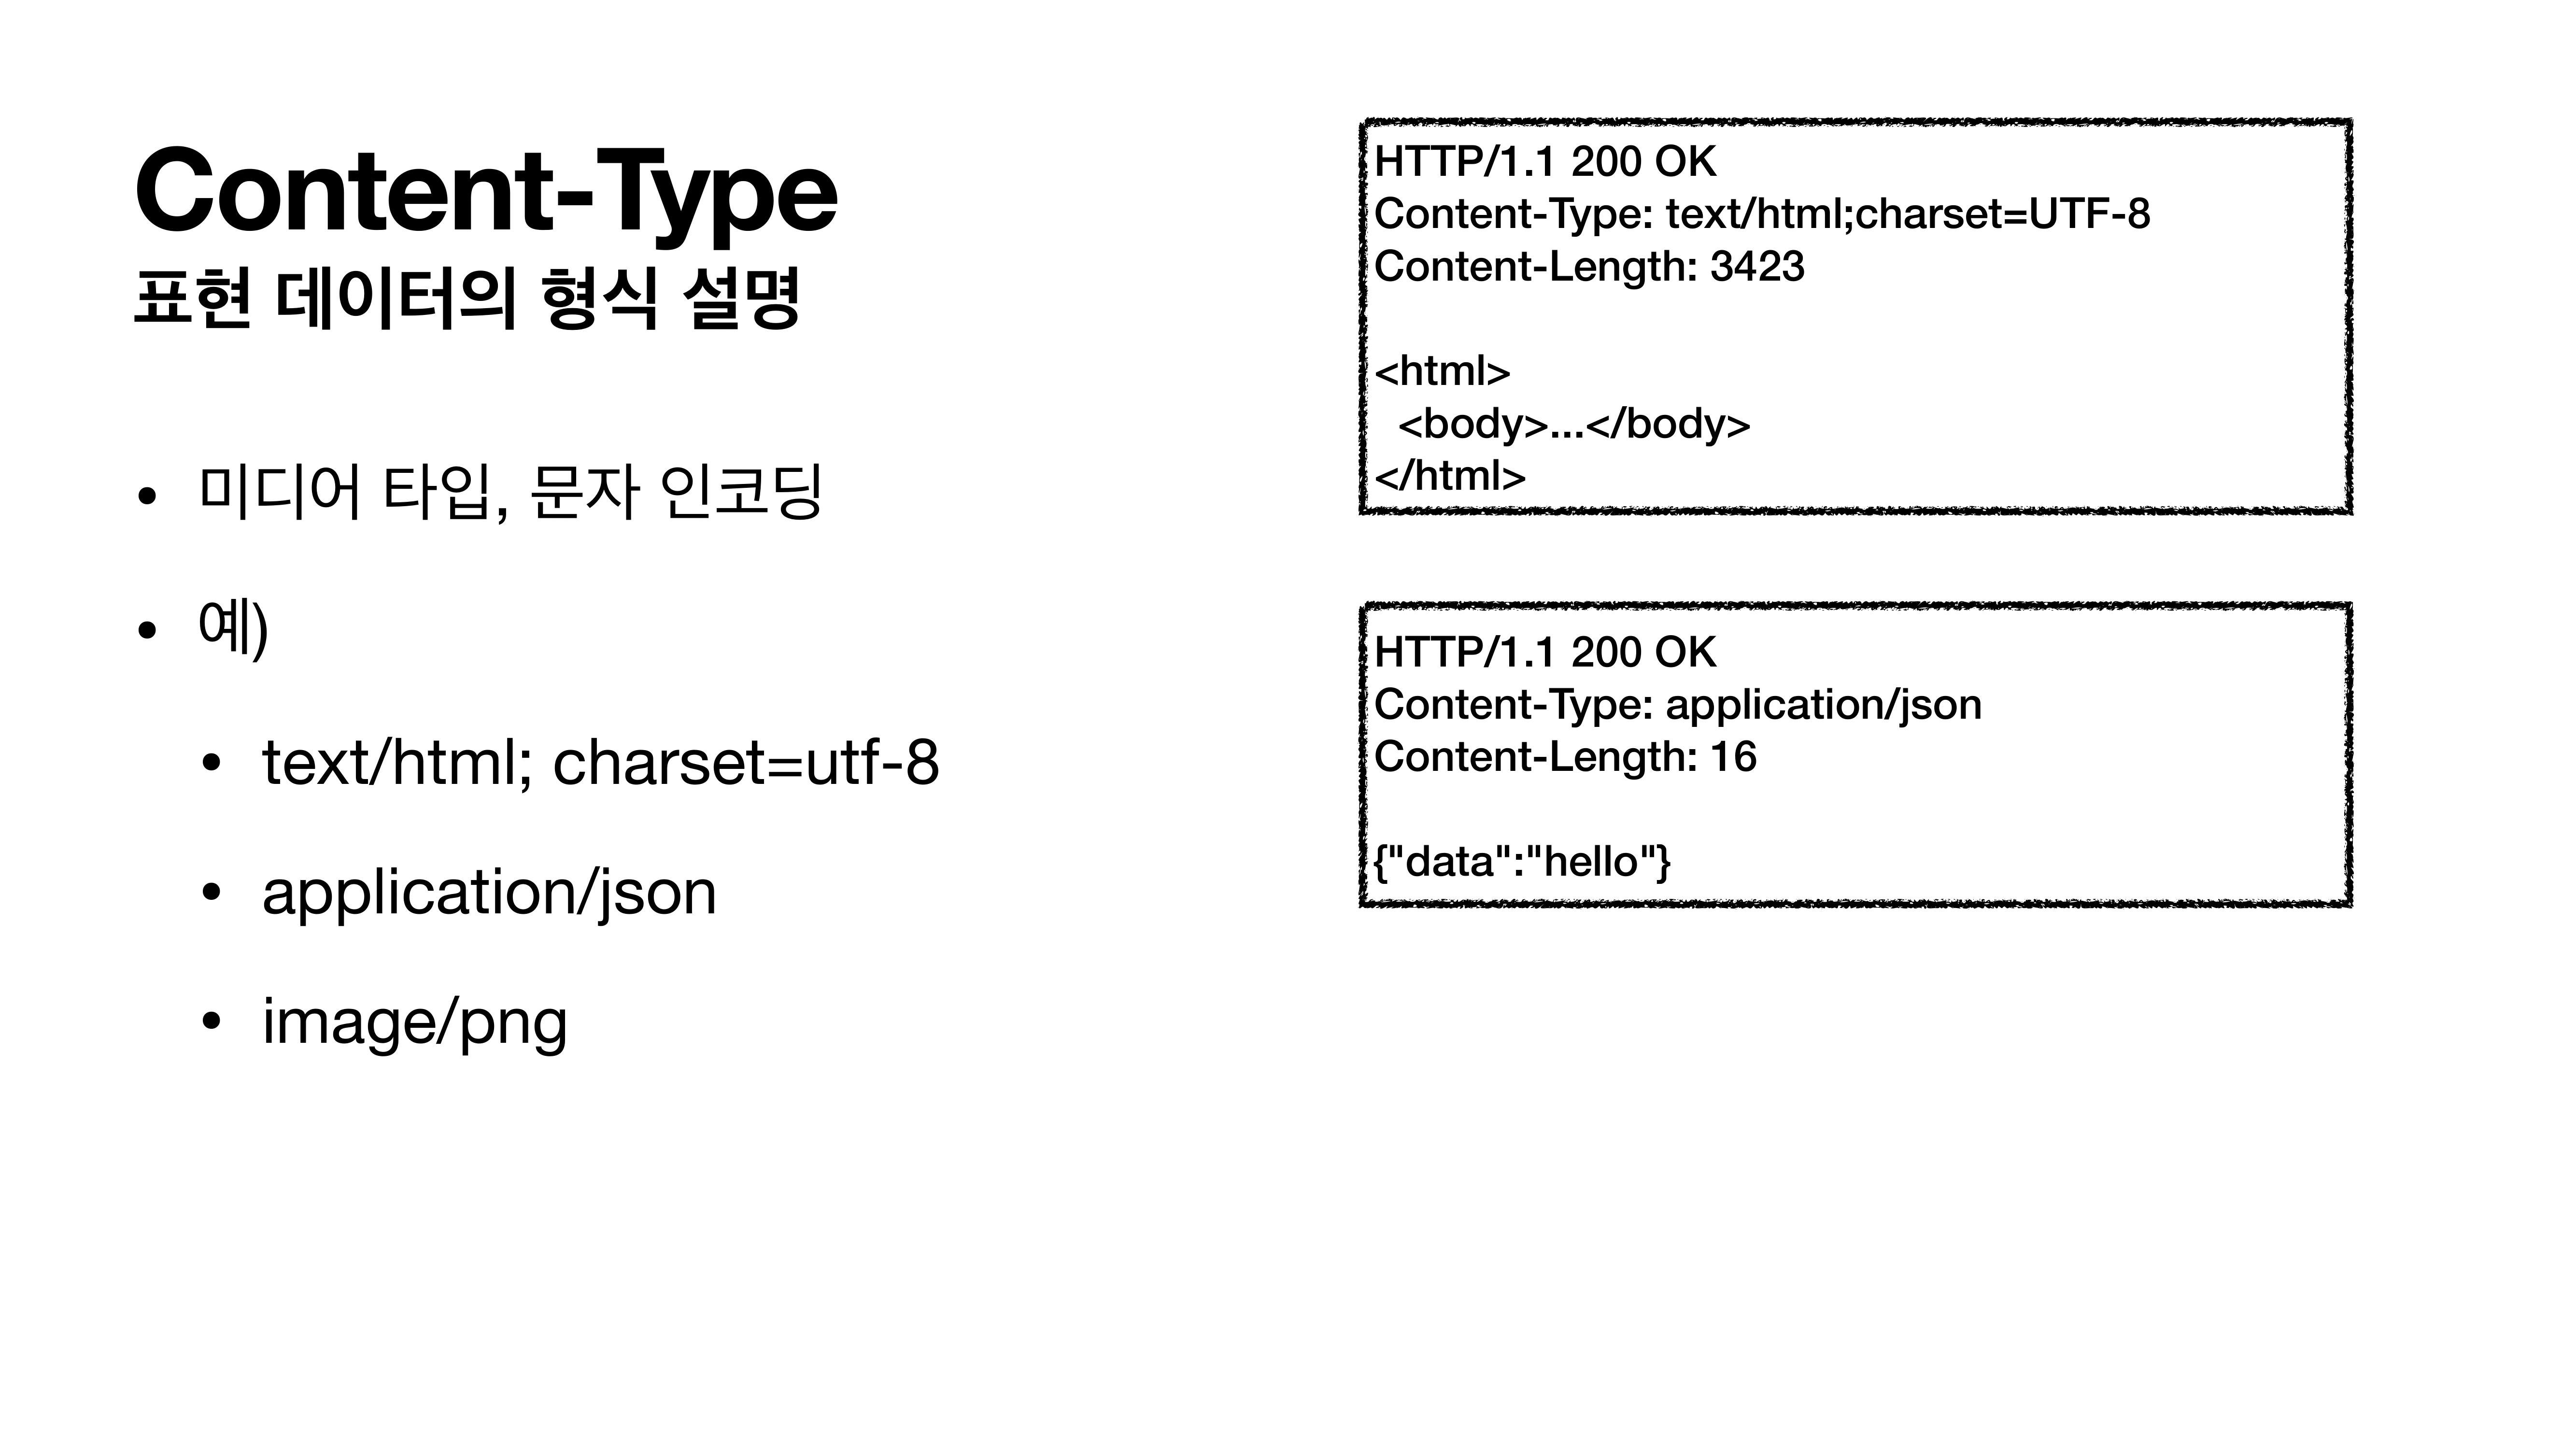 Content-Type
표현 데이터의 형식 설명
• 미디어 타입, 문자 인코딩
• 예)
• text/html; charset=utf-8
• application/json
• image/png
HTTP/1.1 200 OK
Content-Type: text/html;charset=UTF-8
Content-Length: 3423

<html>
  <body>...</body>
</html>
HTTP/1.1 200 OK
Content-Type: application/json
Content-Length: 16

{"data":"hello"}